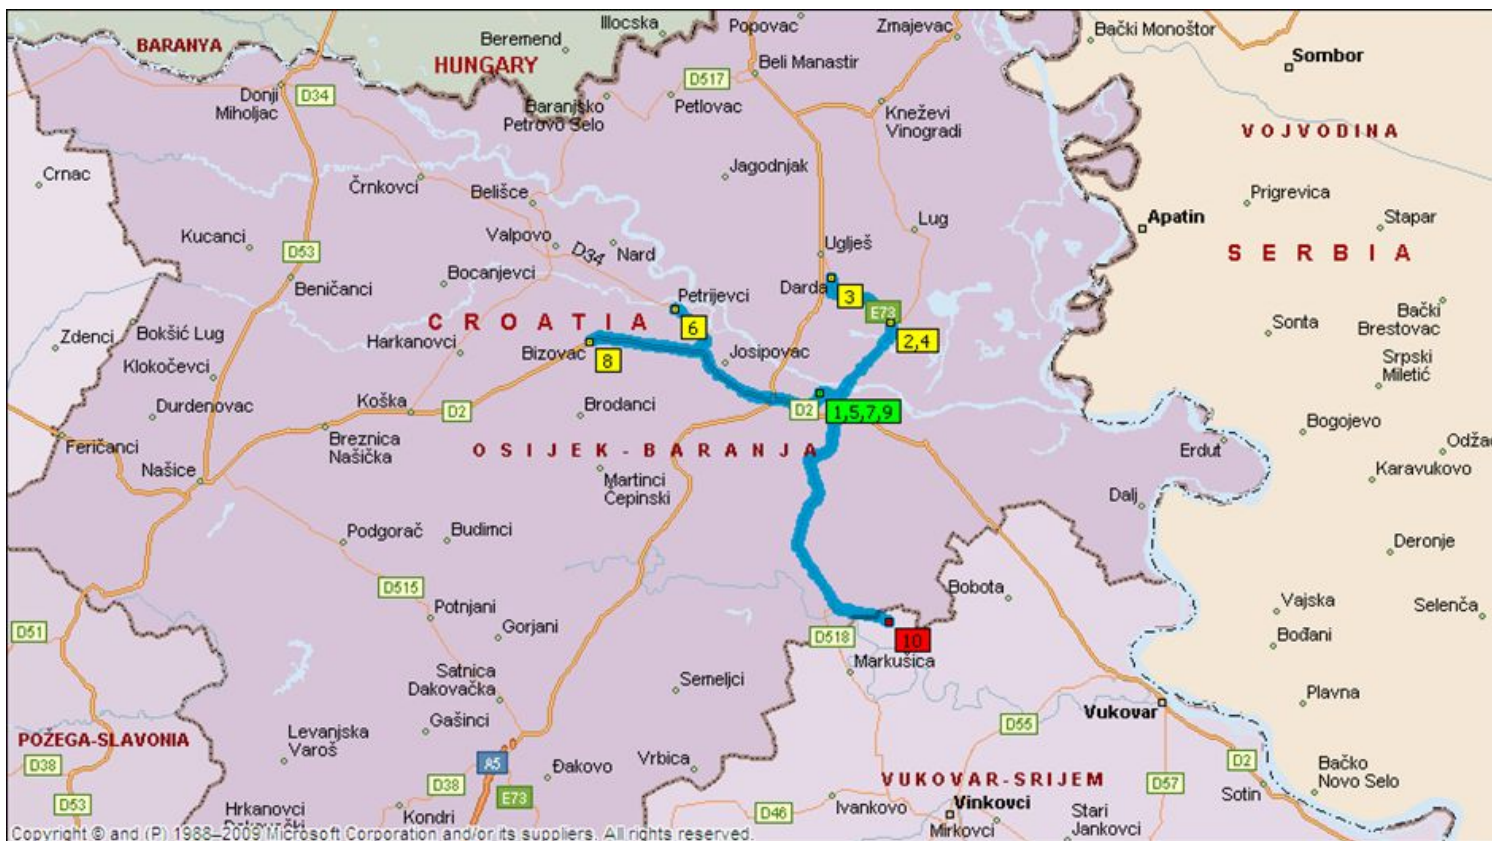 Illocska
Popovac
Zmajevac
Bački Monoštor
BARANYA
Beremend
HUNGARY
Sombor
Beli Manastir
D517
Donji
Miholjac
D34
Baranjsko
Petrovo Selo
Petlovac
Kneževi
Vinogradi
VOJVODINA
Crnac
Črnkovci
Jagodnjak
Belišce
Prigrevica
Apatin
Stapar
Kucanci
D53
Valpovo
D34
Nard
Uglješ
Lug
SERBIA
Beničanci
Bocanjevci
Petrijevci
Darda
3
E73
Bački
Brestovac
Zdenci
Bokšić Lug
CROATIA
6
2,4
Sonta
Harkanovci
Bizovac
8
Josipovac
Srpski
Miletić
Klokočevci
Durdenovac
Koška
D2
Brodanci
D2
1,5,7,9
Bogojevo
Odžac
Feričanci
Breznica
Našička
OSIJEK-BARANJA
Erdut
Našice
Martinci
Čepinski
Karavukovo
Dalj
Podgorač
Budimci
Deronje
D515
Bobota
Potnjani
Vajska
Selenča
D51
Gorjani
D518
10
Bođani
Markušica
Satnica
Dakovačka
Semeljci
Plavna
Vukovar
POŽEGA-SLAVONIA
Levanjska
Varoš
Gašinci
D55
D38
A5
Vrbica
D2
Đakovo
VUKOVAR-SRIJEM
D57
Bačko
Novo Selo
D38
E73
Sotin
D53
Hrkanovci
Kondri
D46
Ivankovo
Vinkovci
Mirkovci
Stari
Jankovci
Copyright © and (P) 1988–2009 Microsoft Corporation and/or its suppliers. All rights reserved.